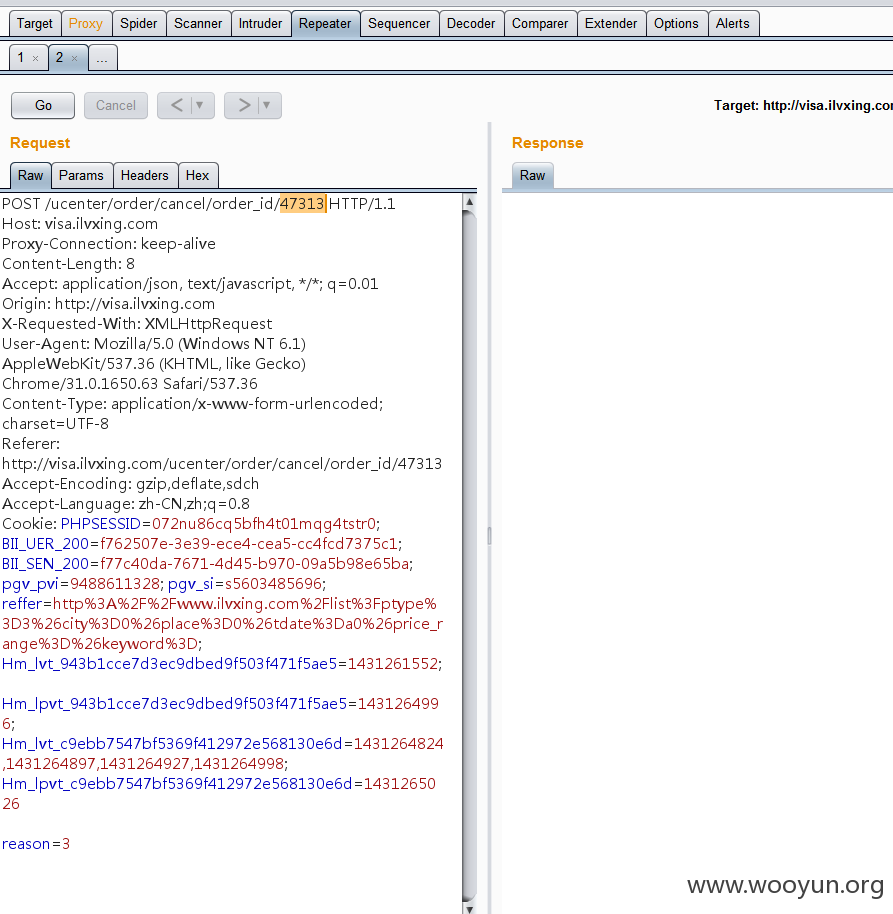 Target Proxy Spider Scanner Intruder Repeater Sequencer Decoder Comparer Extender Options Alerts
1 × 2 × ...
Go Cancel < > Target: http://visa.ilvxing.com
Request Response
Raw Params Headers Hex Raw
POST /ucenter/order/cancel/order_id/47313 HTTP/1.1
Host: visa.ilvxing.com
Proxy-Connection: keep-alive
Content-Length: 8
Accept: application/json, text/javascript, */*; q=0.01
Origin: http://visa.ilvxing.com
X-Requested-With: XMLHttpRequest
User-Agent: Mozilla/5.0 (Windows NT 6.1)
AppleWebKit/537.36 (KHTML, like Gecko)
Chrome/31.0.1650.63 Safari/537.36
Content-Type: application/x-www-form-urlencoded;
charset=UTF-8
Referer:
http://visa.ilvxing.com/ucenter/order/cancel/order_id/47313
Accept-Encoding: gzip,deflate,sdch
Accept-Language: zh-CN,zh;q=0.8
Cookie: PHPSESSID=072nu86cq5bfh4t01mqg4tstr0;
BII_UER_200=f762507e-3e39-ece4-cea5-cc4fcd7375c1;
BII_SEN_200=f77c40da-7671-4d45-b970-09a5b98e65ba;
pgv_pvi=9488611328; pgv_si=s5603485696;
reffer=http%3A%2F%2Fwww.ilvxing.com%2Flist%3Fptype%
3D3%26city%3D0%26place%3D0%26tdate%3Da0%26price_r
ange%3D%26keyword%3D;
Hm_lvt_943b1cce7d3ec9dbed9f503f471f5ae5=1431261552;
Hm_lpvt_943b1cce7d3ec9dbed9f503f471f5ae5=143126499
6;
Hm_lvt_c9ebb7547bf5369f412972e568130e6d=1431264824
,1431264897,1431264927,1431264998;
Hm_lpvt_c9ebb7547bf5369f412972e568130e6d=14312650
26
reason=3
www.wooyun.org